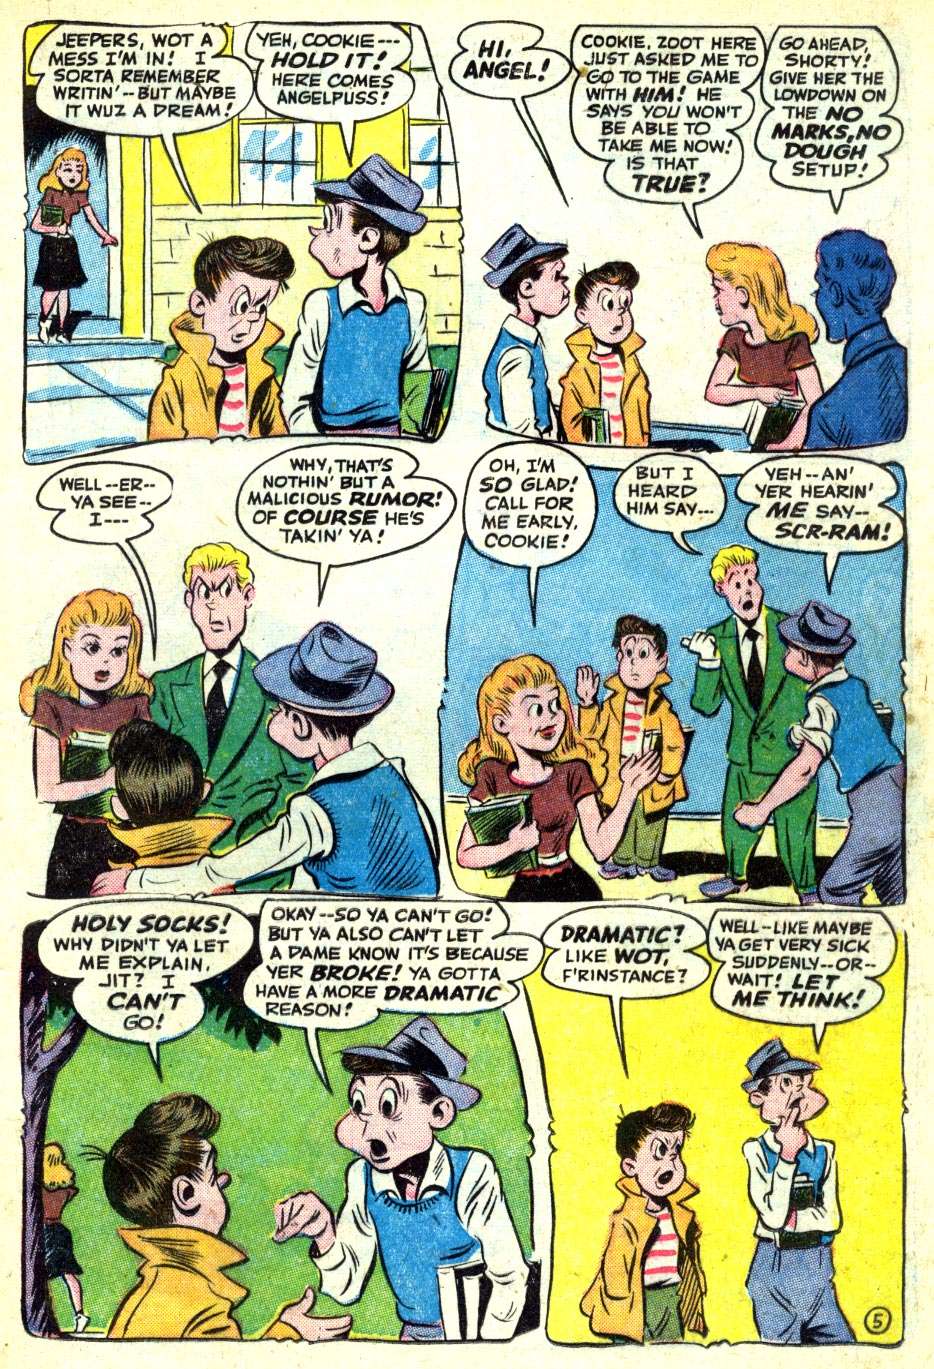 JEEPERS, WOT A
MESS I'M IN! I
SORTA REMEMBER
WRITIN'--BUT MAYBE
IT WUZ A DREAM!
YEH, COOKIE---
HOLD IT!
HERE COMES
ANGELPUSS!
HI,
ANGEL!
COOKIE, ZOOT HERE
JUST ASKED ME TO
GO TO THE GAME
WITH HIM! HE
SAYS YOU WON'T
BE ABLE TO
TAKE ME NOW!
IS THAT
TRUE?
GO AHEAD,
SHORTY!
GIVE HER THE
LOWDOWN ON
THE NO
MARKS, NO
DOUGH
SETUP!
WELL--ER--
YA SEE--
I---
WHY, THAT'S
NOTHIN' BUT A
MALICIOUS RUMOR!
OF COURSE HE'S
TAKIN' YA!
OH, I'M
SO GLAD!
CALL FOR
ME EARLY,
COOKIE!
BUT I
HEARD
HIM SAY---
YEH--AN'
YER HEARIN'
ME SAY--
SCR-RAM!
HOLY SOCKS!
WHY DIDN'T YA LET
ME EXPLAIN,
JIT? I
CAN'T
GO!
OKAY--SO YA CAN'T GO!
BUT YA ALSO CAN'T LET
A DAME KNOW IT'S BECAUSE
YER BROKE! YA GOTTA
HAVE A MORE DRAMATIC
REASON!
DRAMATIC?
LIKE WOT,
F'RINSTANCE?
WELL--LIKE MAYBE
YA GET VERY SICK
SUDDENLY--OR--
WAIT! LET
ME THINK!
5